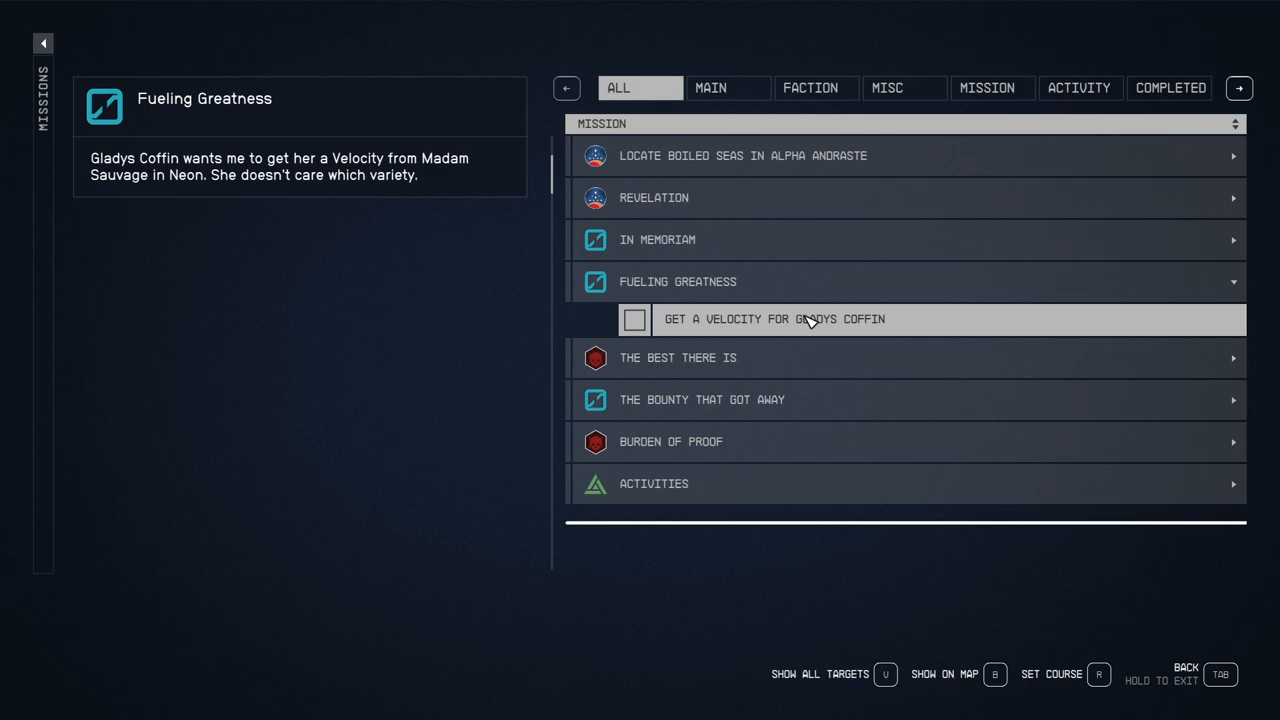 MISSIONS
Fueling Greatness
Gladys Coffin wants me to get her a Velocity from Madam
Sauvage in Neon. She doesn't care which variety.
ALL MAIN FACTION MISC MISSION ACTIVITY COMPLETED
MISSION
LOCATE BOILED SEAS IN ALPHA ANDRASTE
REVELATION
IN MEMORIAM
FUELING GREATNESS
GET A VELOCITY FOR GLADYS COFFIN
THE BEST THERE IS
THE BOUNTY THAT GOT AWAY
BURDEN OF PROOF
ACTIVITIES
SHOW ALL TARGETS V SHOW ON MAP B SET COURSE R BACK TAB
HOLD TO EXIT